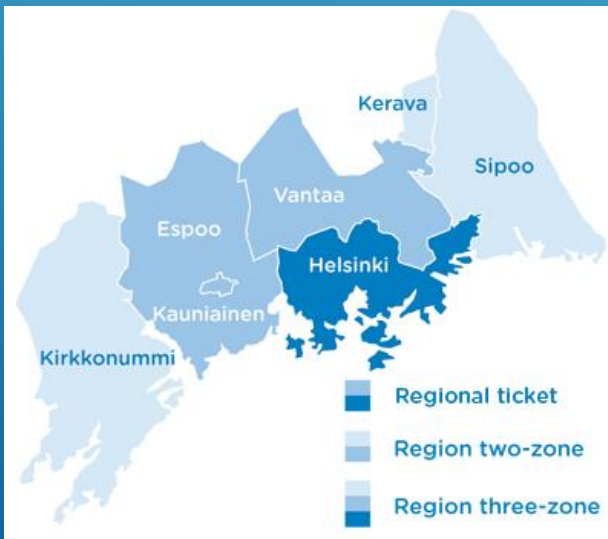 Kerava
Sipoo
Vantaa
Espoo
Helsinki
Kauniainen
Kirkkonummi
Regional ticket
Region two-zone
Region three-zone